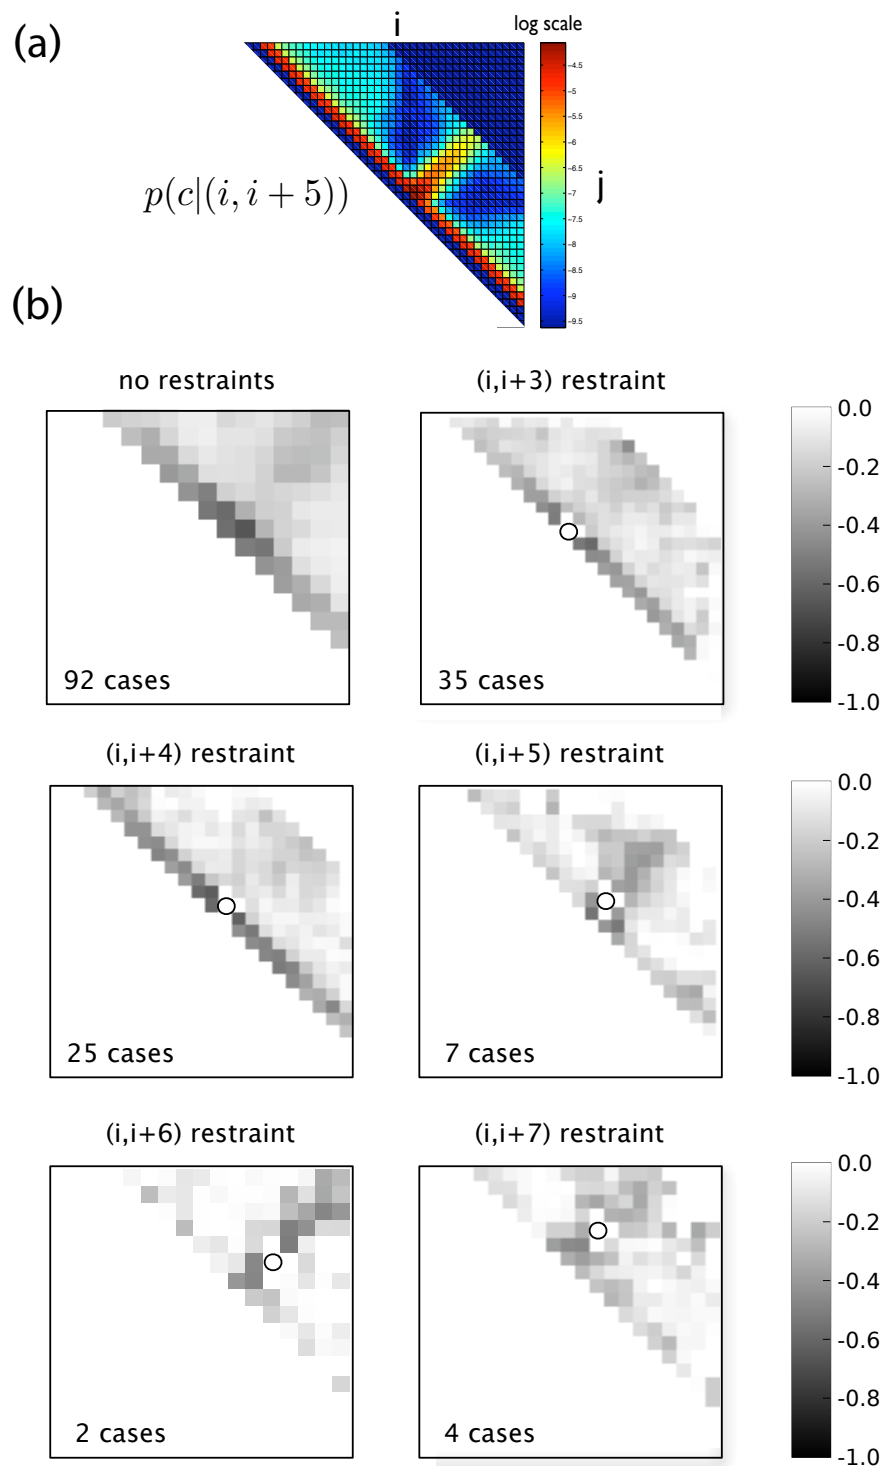 (a)
i
log scale
-4.5
-5
-5.5
-6
-6.5
-7
-7.5
-8
-8.5
-9
-9.5
j
p(c|(i, i + 5))
(b)
no restraints
(i,i+3) restraint
92 cases
35 cases
0.0
-0.2
-0.4
-0.6
-0.8
-1.0
(i,i+4) restraint
(i,i+5) restraint
25 cases
7 cases
0.0
-0.2
-0.4
-0.6
-0.8
-1.0
(i,i+6) restraint
(i,i+7) restraint
2 cases
4 cases
0.0
-0.2
-0.4
-0.6
-0.8
-1.0